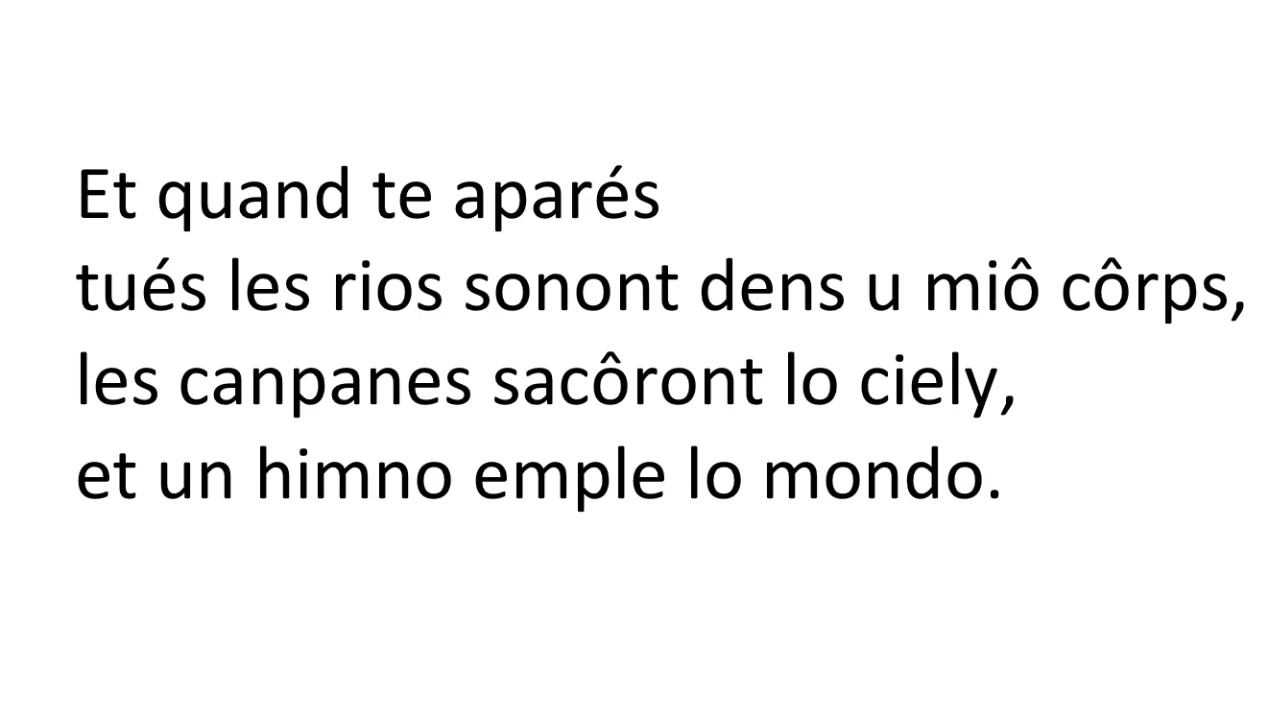 Et quand te aparés
tués les rios sonont dens u miô côrps,
les canpanes sacôront lo ciely,
et un himno emple lo mondo.